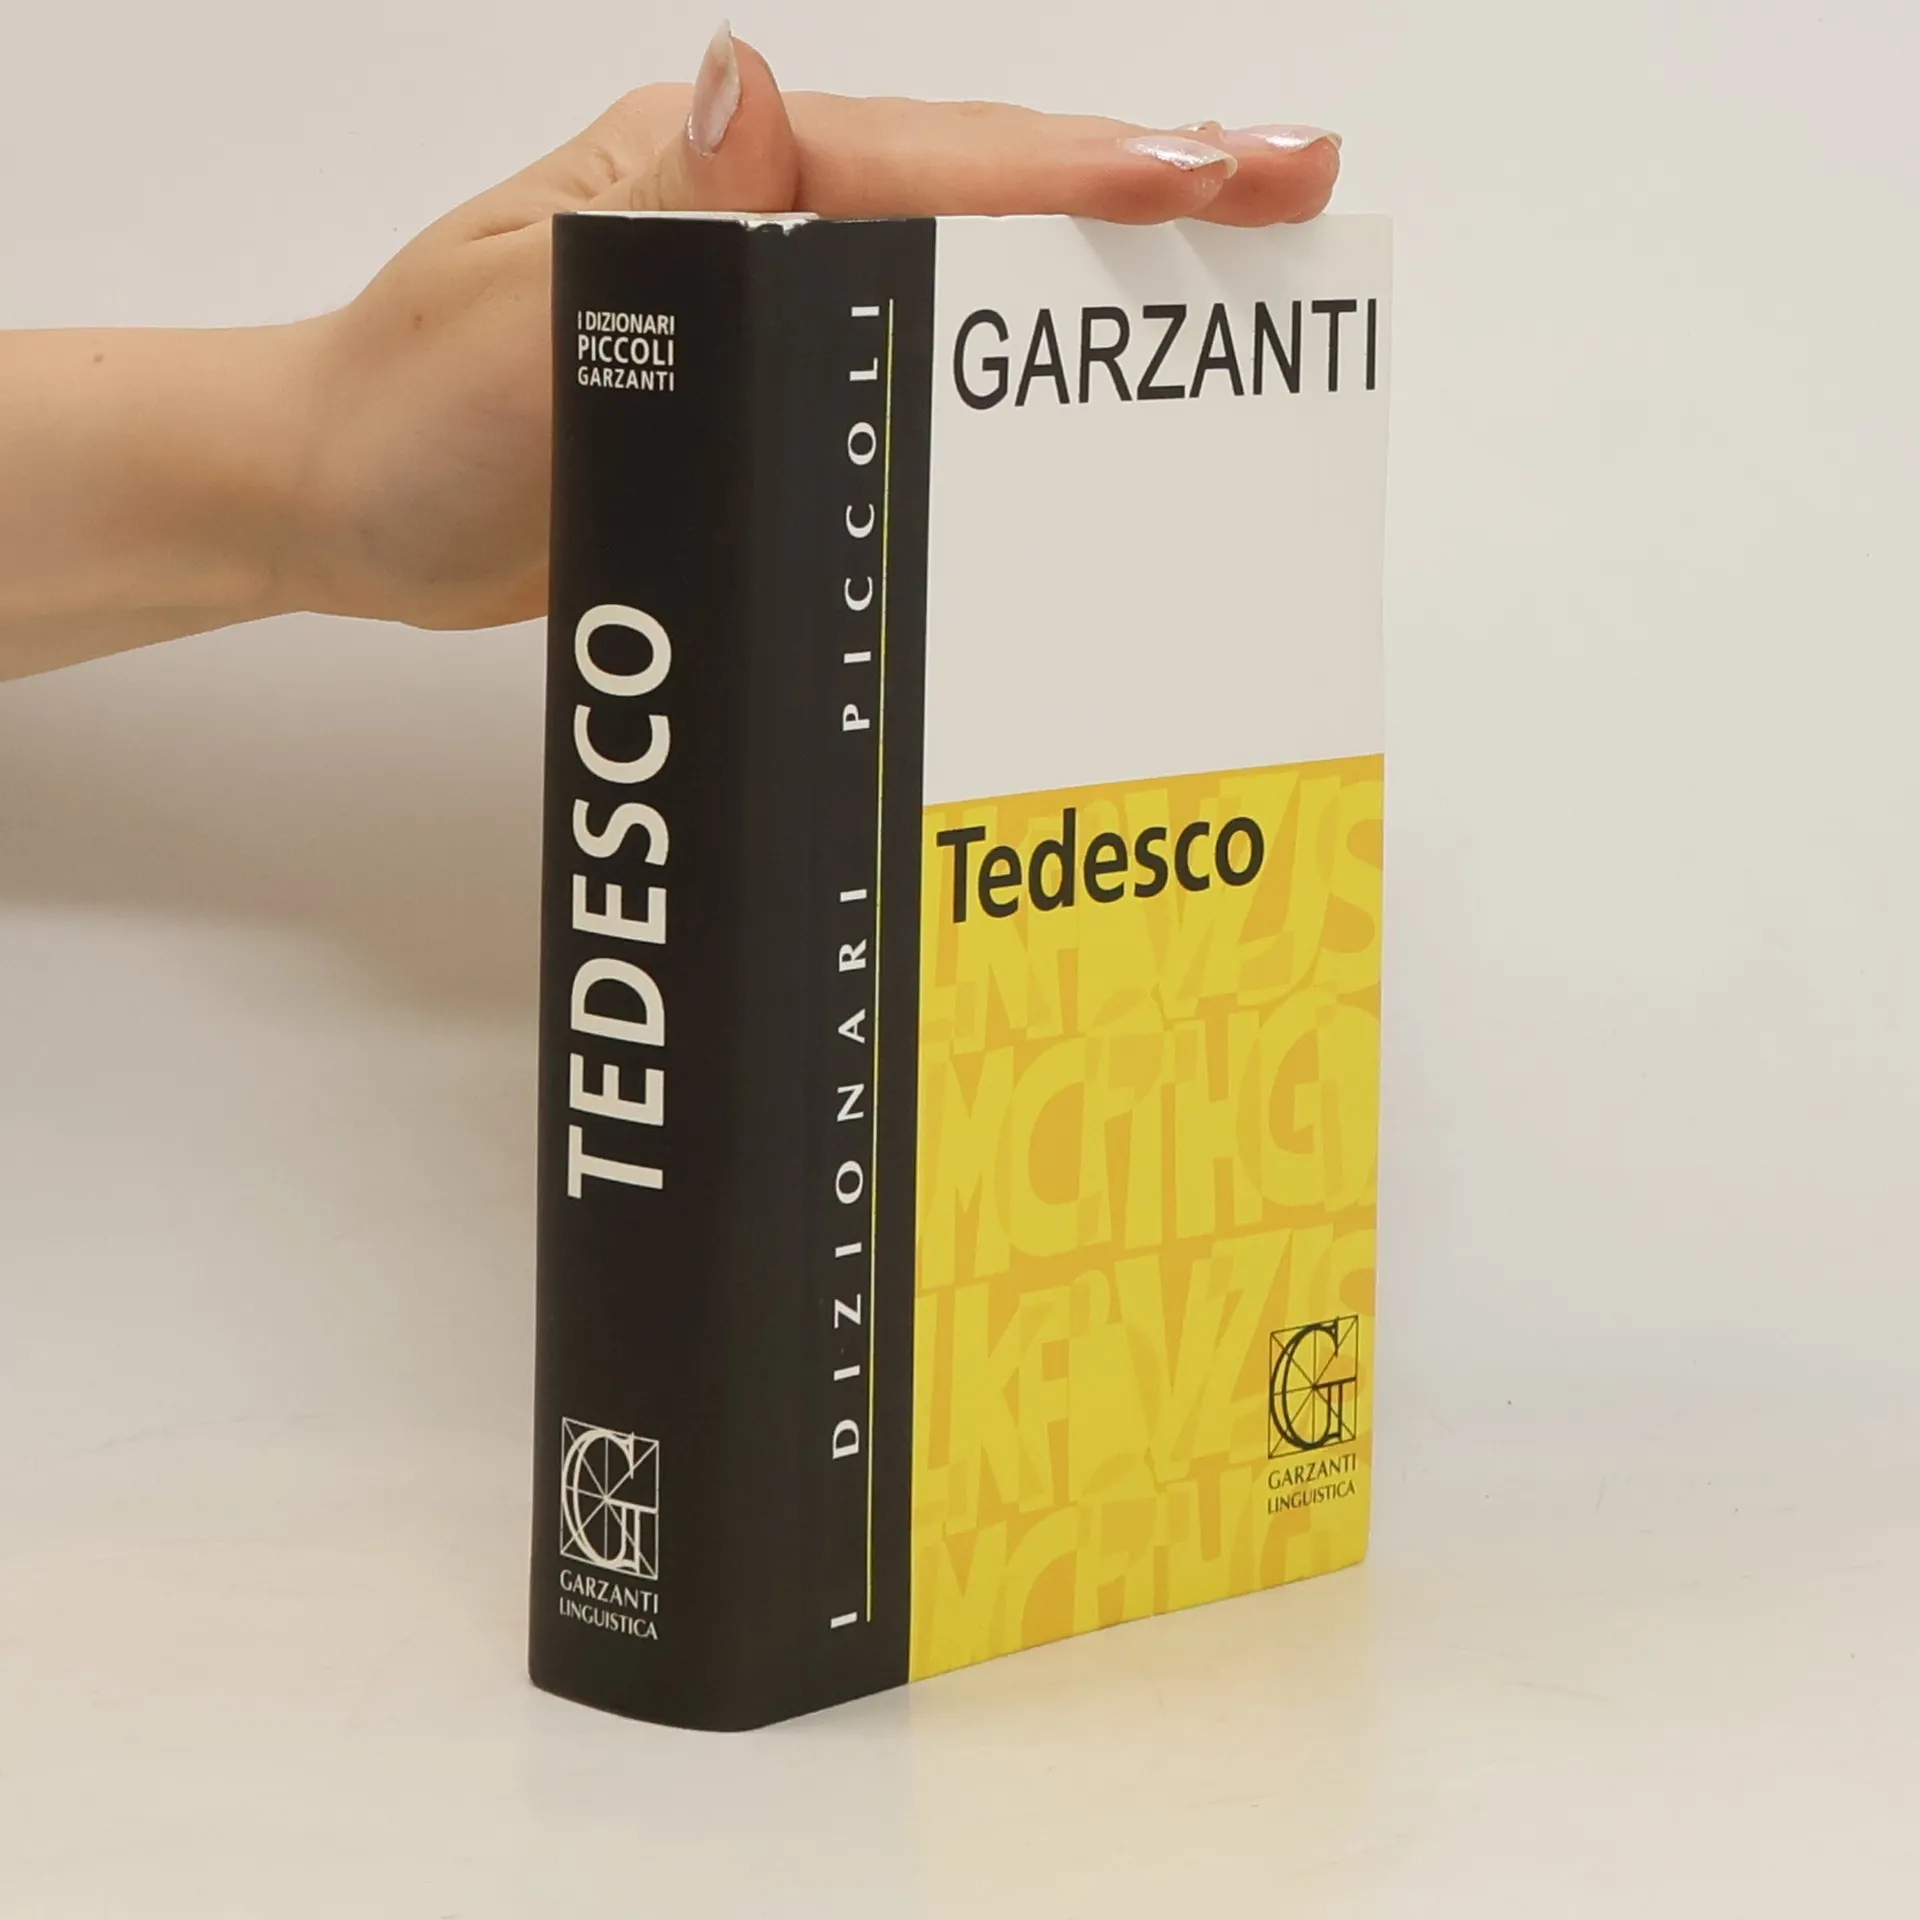 I DIZIONARI
PICCOLI
GARZANTI
TEDESCO
GARZANTI
LINGUISTICA
I DIZIONARI PICCOLI
GARZANTI
Tedesco
GARZANTI
LINGUISTICA